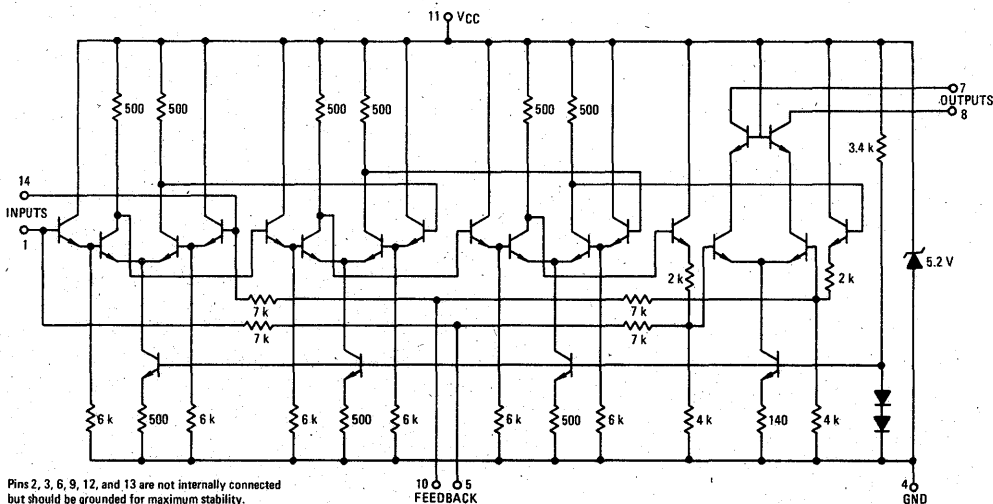 11 VCC
500 500 500 500 500 500
7
OUTPUTS
8
3.4 k
14
INPUTS
1
5.2 V
2 k 2 k
7 k 7 k
7 k 7 k
6 k 500 6 k 6 k 500 6 k 6 k 500 6 k 4 k 140 4 k
Pins 2, 3, 6, 9, 12, and 13 are not internally connected
but should be grounded for maximum stability.
10 5
FEEDBACK
4
GND